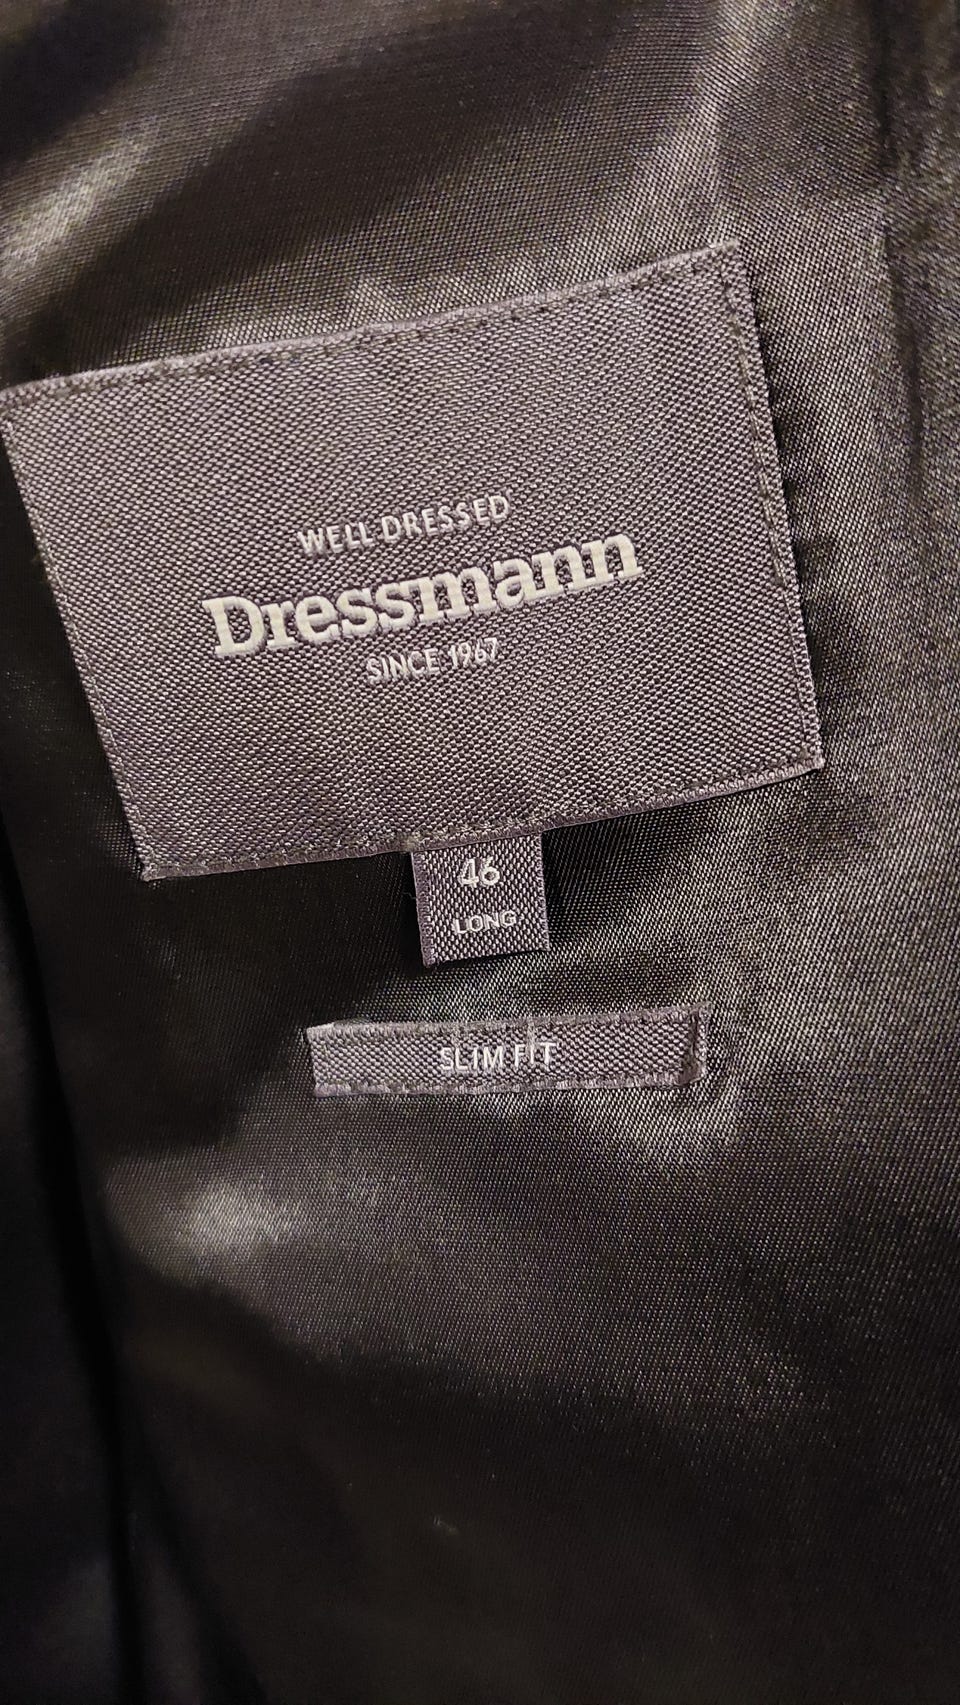 WELL DRESSED
Dressmann
SINCE 1967
46
LONG
SLIM FIT